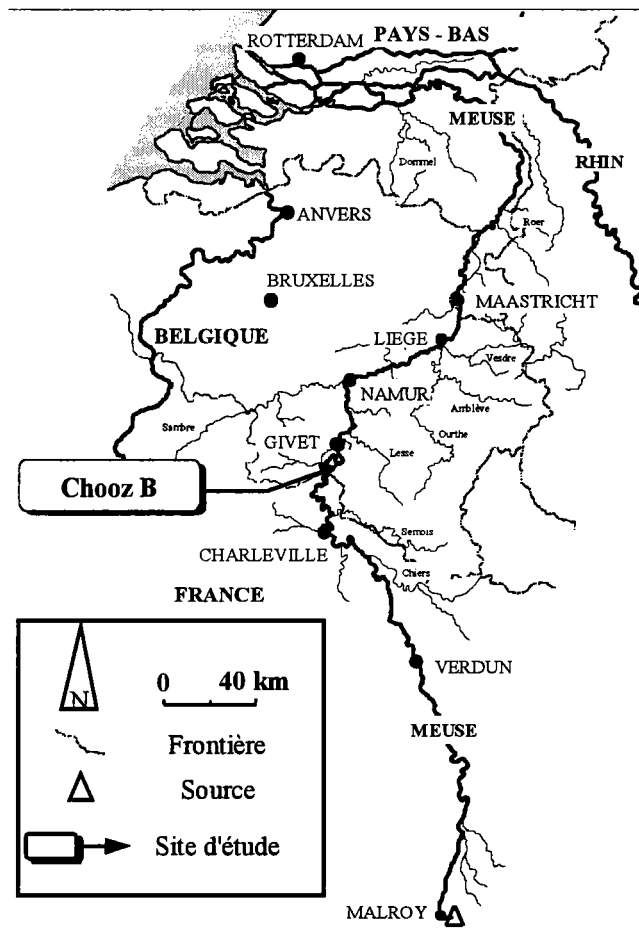 PAYS - BAS
ROTTERDAM
MEUSE
RHIN
Dommel
Roer
ANVERS
BRUXELLES
MAASTRICHT
BELGIQUE
LIEGE
Vesdre
NAMUR
Amblève
Sambre
Ourthe
GIVET
Lesse
Chooz B
Semois
CHARLEVILLE
Chiers
FRANCE
VERDUN
N
0 40 km
MEUSE
Frontière
Source
Site d'étude
MALROY